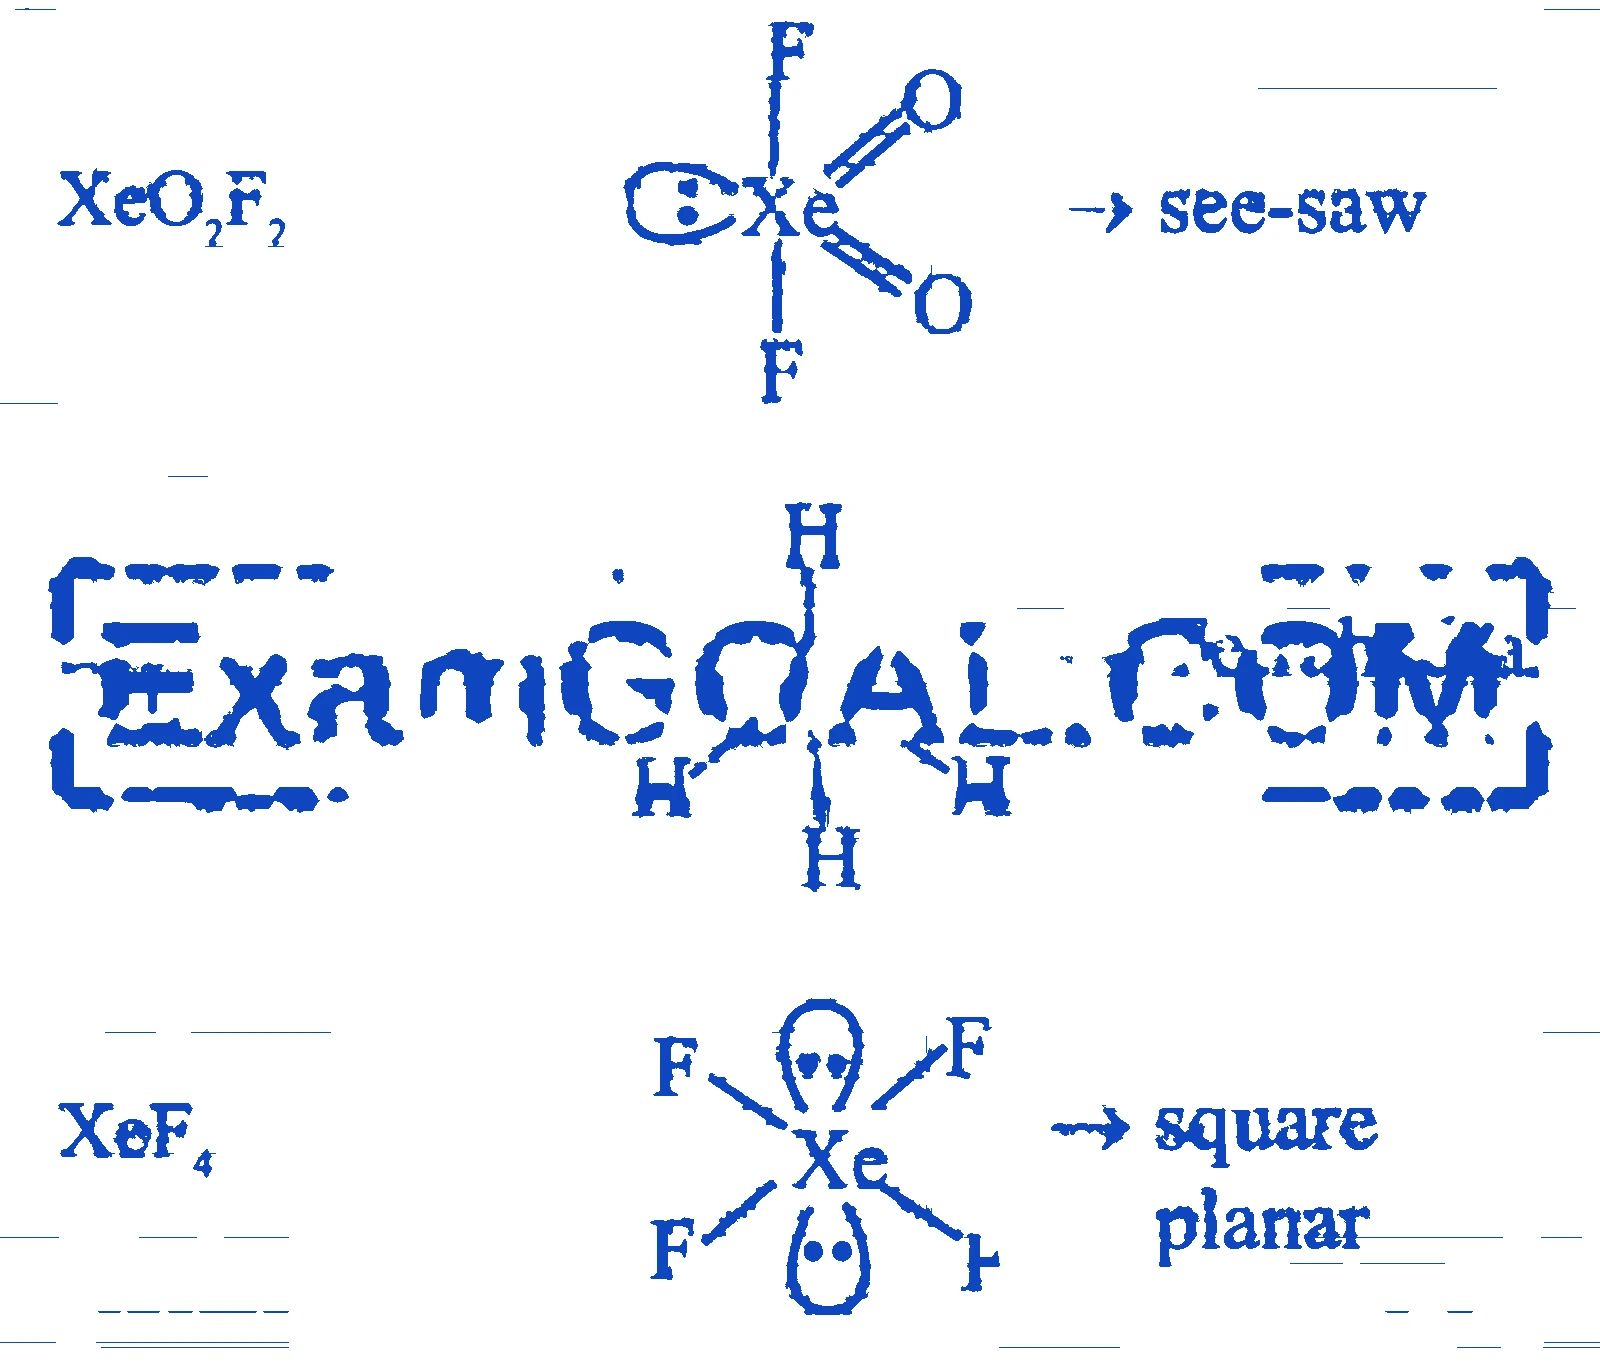 F
O
XeO₂F₂
Xe
→ see-saw
O
F
H
ExamGOAL.COM
H
H
H
F
F
XeF₄
Xe
→ square
planar
F